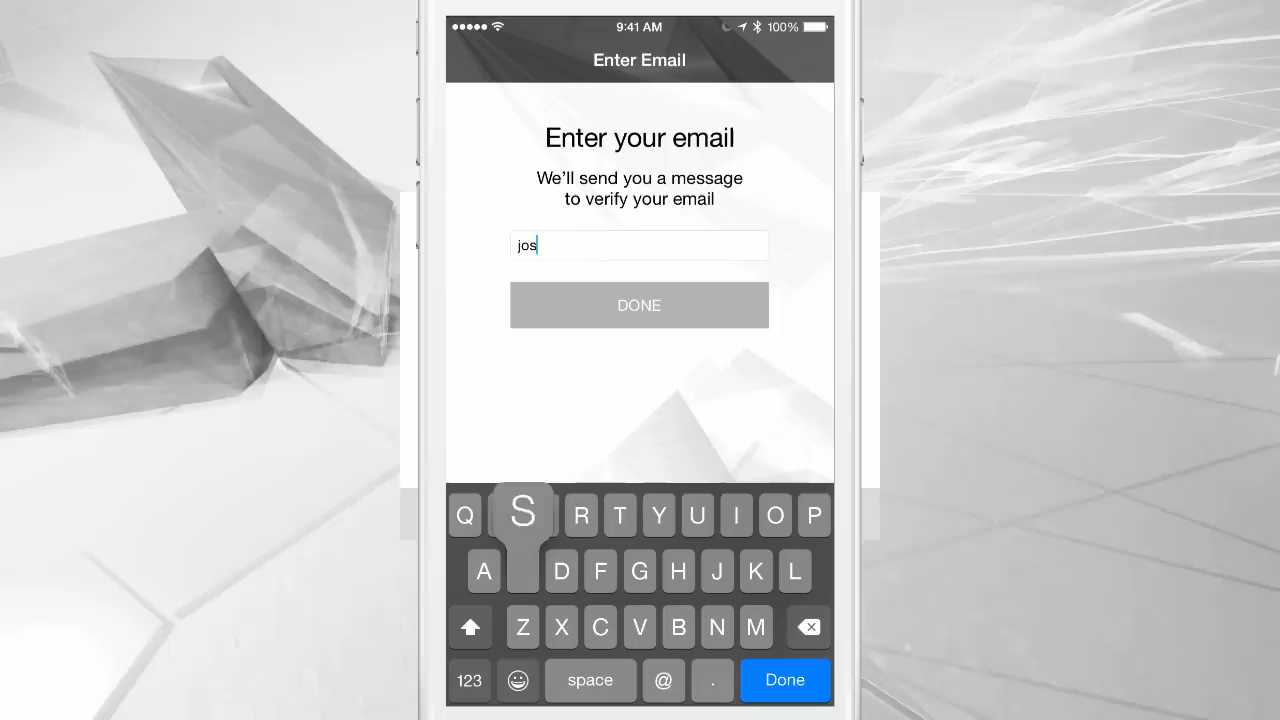 9:41 AM 100%
Enter Email
Enter your email
We'll send you a message
to verify your email
jos
DONE
Q S R T Y U I O P
A D F G H J K L
Z X C V B N M
123 space @ . Done